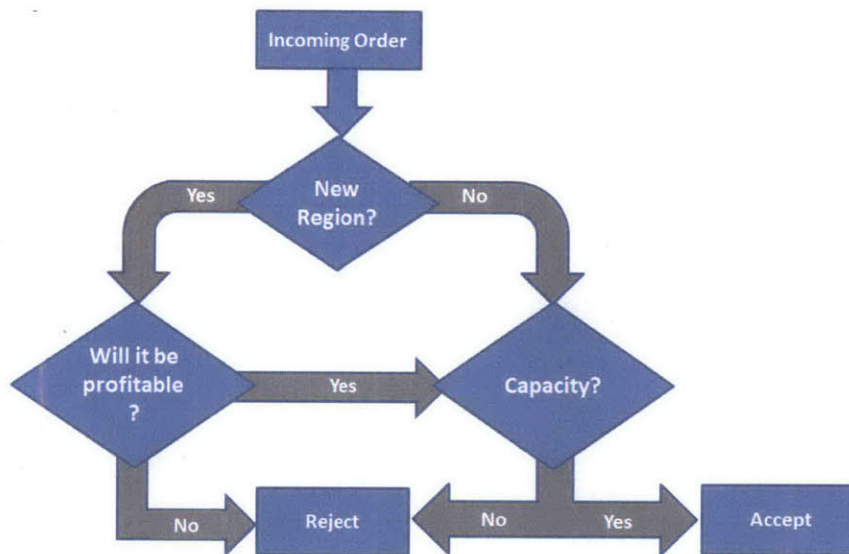 Incoming Order
New
Region?
Yes
No
Will it be
profitable
?
Yes
Capacity?
No
Reject
No
Yes
Accept